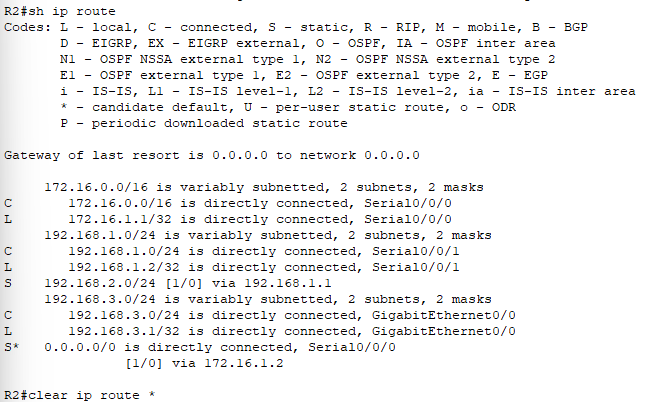 R2#sh ip route
Codes: L - local, C - connected, S - static, R - RIP, M - mobile, B - BGP
       D - EIGRP, EX - EIGRP external, O - OSPF, IA - OSPF inter area
       N1 - OSPF NSSA external type 1, N2 - OSPF NSSA external type 2
       E1 - OSPF external type 1, E2 - OSPF external type 2, E - EGP
       i - IS-IS, L1 - IS-IS level-1, L2 - IS-IS level-2, ia - IS-IS inter area
       * - candidate default, U - per-user static route, o - ODR
       P - periodic downloaded static route

Gateway of last resort is 0.0.0.0 to network 0.0.0.0

     172.16.0.0/16 is variably subnetted, 2 subnets, 2 masks
C       172.16.0.0/16 is directly connected, Serial0/0/0
L       172.16.1.1/32 is directly connected, Serial0/0/0
     192.168.1.0/24 is variably subnetted, 2 subnets, 2 masks
C       192.168.1.0/24 is directly connected, Serial0/0/1
L       192.168.1.2/32 is directly connected, Serial0/0/1
S    192.168.2.0/24 [1/0] via 192.168.1.1
     192.168.3.0/24 is variably subnetted, 2 subnets, 2 masks
C       192.168.3.0/24 is directly connected, GigabitEthernet0/0
L       192.168.3.1/32 is directly connected, GigabitEthernet0/0
S*   0.0.0.0/0 is directly connected, Serial0/0/0
               [1/0] via 172.16.1.2

R2#clear ip route *